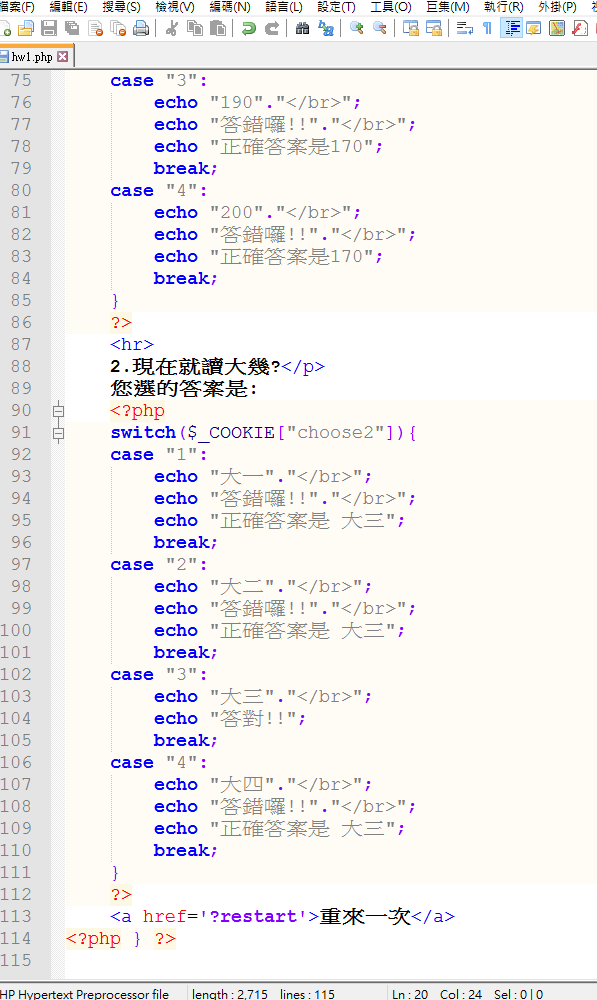 檔案(F) 編輯(E) 搜尋(S) 檢視(V) 編碼(N) 語言(L) 設定(T) 工具(O) 巨集(M) 執行(R) 外掛(P)
hw1.php
75 case "3":
76 echo "190"."</br>";
77 echo "答錯囉!!"."</br>";
78 echo "正確答案是170";
79 break;
80 case "4":
81 echo "200"."</br>";
82 echo "答錯囉!!"."</br>";
83 echo "正確答案是170";
84 break;
85 }
86 ?>
87 <hr>
88 2.現在就讀大幾?</p>
89 您選的答案是:
90 <?php
91 switch($_COOKIE["choose2"]){
92 case "1":
93 echo "大一"."</br>";
94 echo "答錯囉!!"."</br>";
95 echo "正確答案是 大三";
96 break;
97 case "2":
98 echo "大二"."</br>";
99 echo "答錯囉!!"."</br>";
100 echo "正確答案是 大三";
101 break;
102 case "3":
103 echo "大三"."</br>";
104 echo "答對!!";
105 break;
106 case "4":
107 echo "大四"."</br>";
108 echo "答錯囉!!"."</br>";
109 echo "正確答案是 大三";
110 break;
111 }
112 ?>
113 <a href='?restart'>重來一次</a>
114 <?php } ?>
115
HP Hypertext Preprocessor file length : 2,715 lines : 115 Ln : 20 Col : 24 Sel : 0 | 0